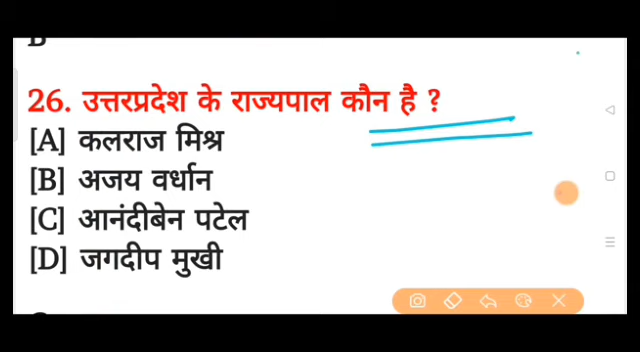 26. उत्तरप्रदेश के राज्यपाल कौन है ?
[A] कलराज मिश्र
[B] अजय वर्धान
[C] आनंदीबेन पटेल
[D] जगदीप मुखी